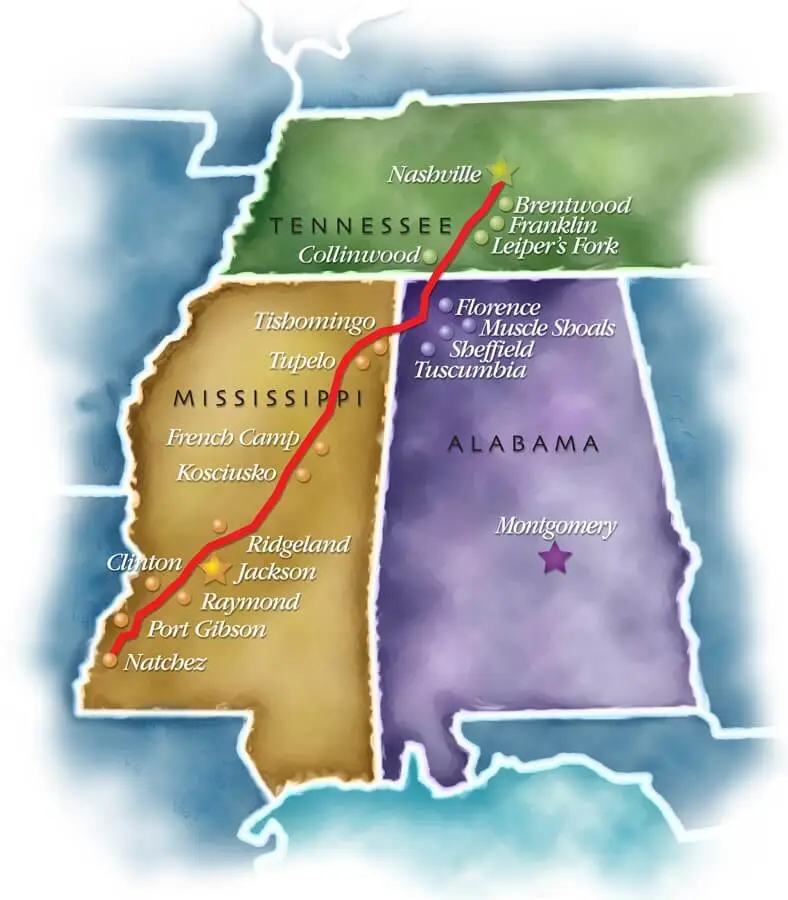 Nashville
Brentwood
TENNESSEE
Franklin
Leiper's Fork
Collinwood
Florence
Tishomingo
Muscle Shoals
Sheffield
Tupelo
Tuscumbia
MISSISSIPPI
French Camp
ALABAMA
Kosciusko
Montgomery
Ridgeland
Clinton
Jackson
Raymond
Port Gibson
Natchez